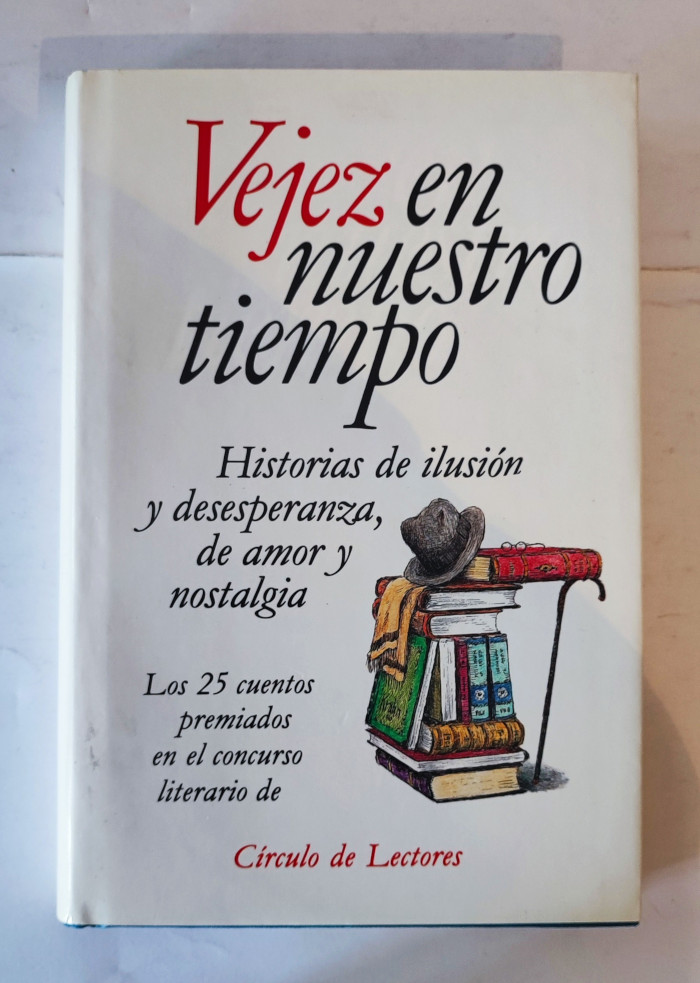 Vejez en
nuestro
tiempo
Historias de ilusión
y desesperanza,
de amor y
nostalgia
Los 25 cuentos
premiados
en el concurso
literario de
Círculo de Lectores